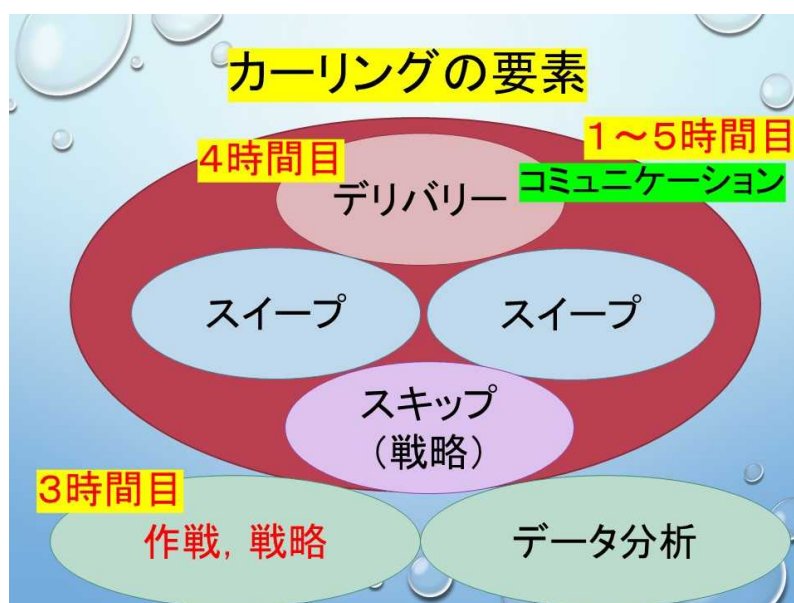 カーリングの要素
4時間目
1～5時間目
コミュニケーション
デリバリー
スイープ
スイープ
スキップ
（戦略）
3時間目
作戦，戦略
データ分析